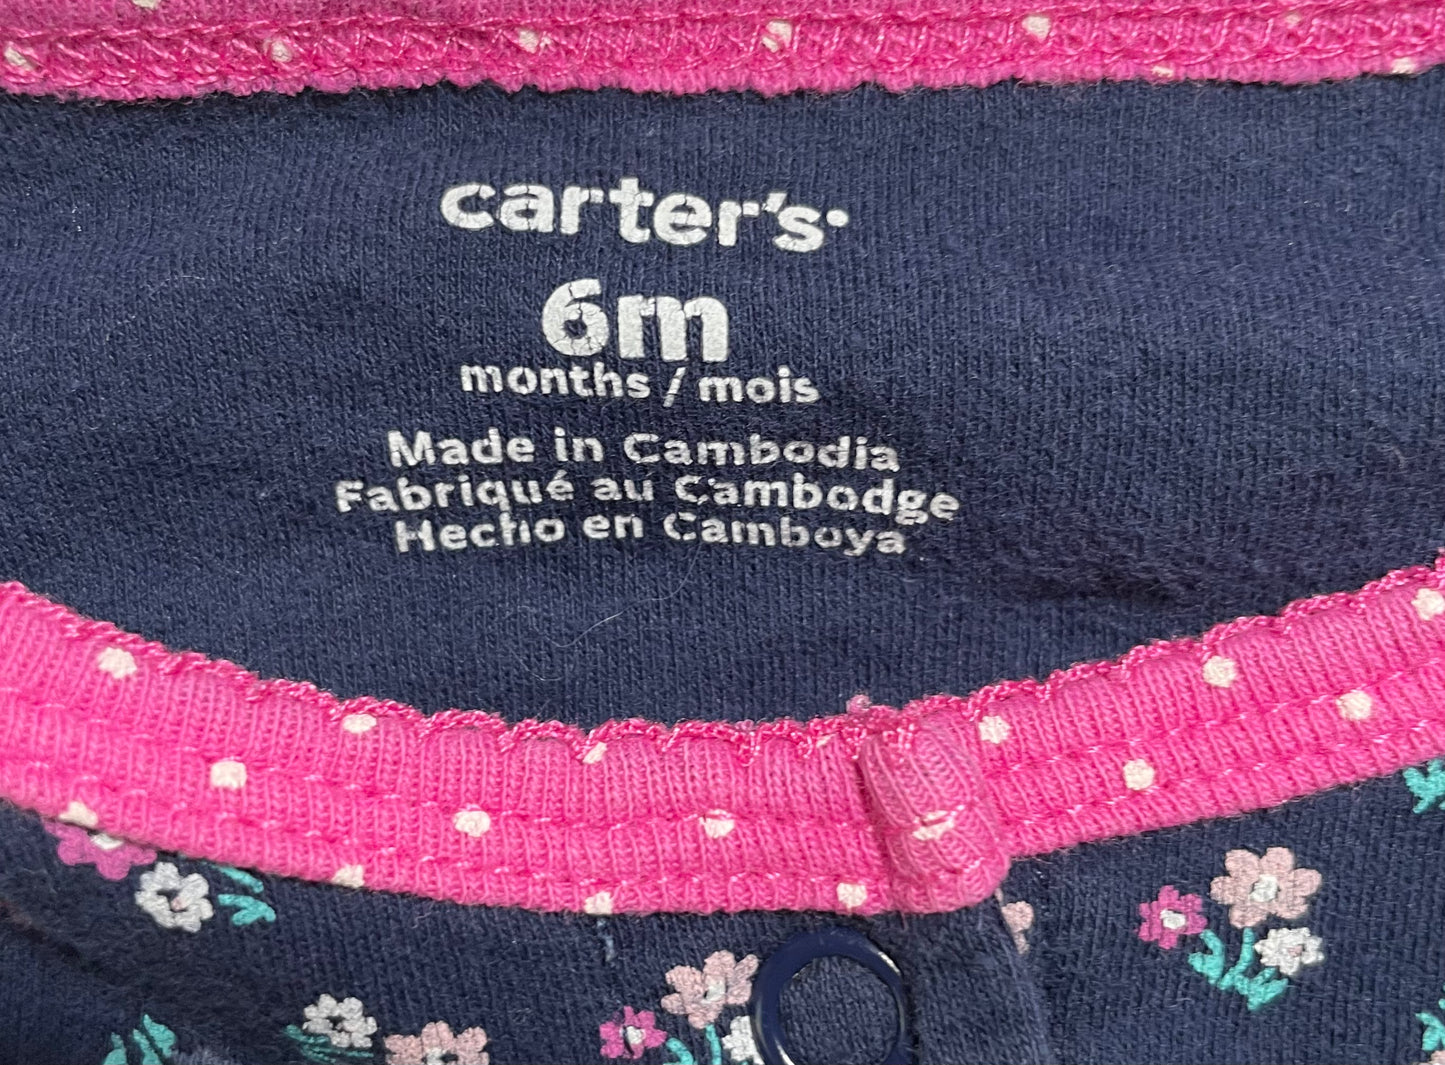 carter's
6m
months / mois
Made in Cambodia
Fabriqué au Cambodge
Hecho en Camboya